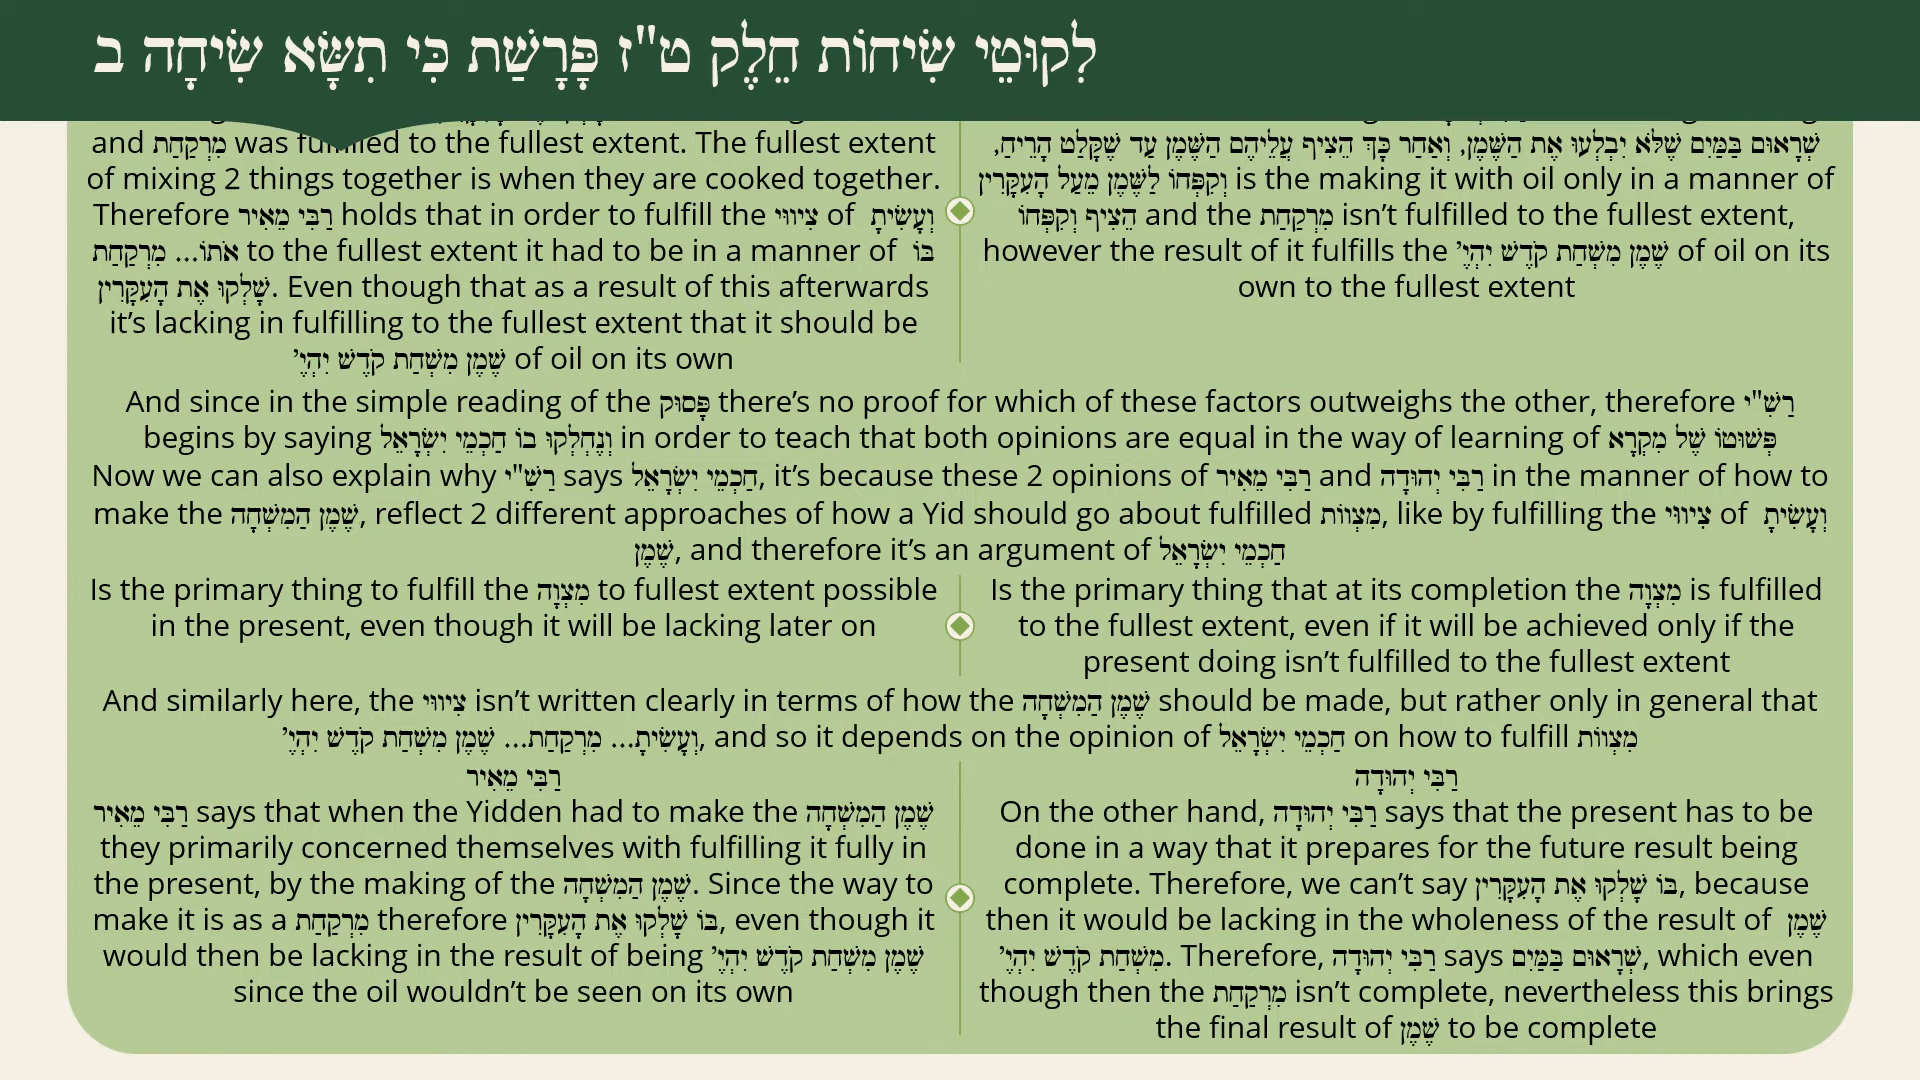 לִקוּטֵי שִׂיחוֹת חֵלֶק ט"ז פָּרָשַׁת כִּי תִשָּׂא שִׂיחָה ב
and מִרְקַחַת was fulfilled to the fullest extent. The fullest extent
of mixing 2 things together is when they are cooked together.
Therefore רַבִּי מֵאִיר holds that in order to fulfill the צִיווּי of וְעָשִׂיתָ
אֹתוֹ... מִרְקַחַת to the fullest extent it had to be in a manner of בּוֹ
שָׁלְקוּ אֶת הָעִקָּרִין. Even though that as a result of this afterwards
it’s lacking in fulfilling to the fullest extent that it should be
שֶׁמֶן מִשְׁחַת קֹדֶשׁ יִהְיֶ’ of oil on its own
שְׁרָאוּם בַּמַּיִם שֶׁלֹּא יִבְלְעוּ אֶת הַשֶּׁמֶן, וְאַחַר כָּךְ הֵצִיף עֲלֵיהֶם הַשֶּׁמֶן עַד שֶׁקָּלַט הָרֵיחַ,
וְקִפְּחוֹ לַשֶּׁמֶן מֵעַל הָעִקָּרִין is the making it with oil only in a manner of
הֵצִיף וְקִפְּחוֹ and the מִרְקַחַת isn’t fulfilled to the fullest extent,
however the result of it fulfills the שֶׁמֶן מִשְׁחַת קֹדֶשׁ יִהְיֶ’ of oil on its
own to the fullest extent
And since in the simple reading of the פָּסוּק there’s no proof for which of these factors outweighs the other, therefore רַשִׁ"י
begins by saying וְנֶחְלְקוּ בוֹ חַכְמֵי יִשְׂרָאֵל in order to teach that both opinions are equal in the way of learning of פְּשׁוּטוֹ שֶׁל מִקְרָא
Now we can also explain why רַשִׁ"י says חַכְמֵי יִשְׂרָאֵל, it’s because these 2 opinions of רַבִּי מֵאִיר and רַבִּי יְהוּדָה in the manner of how to
make the שֶׁמֶן הַמִשְׁחָה, reflect 2 different approaches of how a Yid should go about fulfilled מִצְווֹת, like by fulfilling the צִיווּי of וְעָשִׂיתָ
שֶׁמֶן, and therefore it’s an argument of חַכְמֵי יִשְׂרָאֵל
Is the primary thing to fulfill the מִצְוָה to fullest extent possible
in the present, even though it will be lacking later on
Is the primary thing that at its completion the מִצְוָה is fulfilled
to the fullest extent, even if it will be achieved only if the
present doing isn’t fulfilled to the fullest extent
And similarly here, the צִיווּי isn’t written clearly in terms of how the שֶׁמֶן הַמִשְׁחָה should be made, but rather only in general that
וְעָשִׂיתָ... מִרְקַחַת... שֶׁמֶן מִשְׁחַת קֹדֶשׁ יִהְיֶ’, and so it depends on the opinion of חַכְמֵי יִשְׂרָאֵל on how to fulfill מִצְווֹת
רַבִּי מֵאִיר
רַבִּי מֵאִיר says that when the Yidden had to make the שֶׁמֶן הַמִשְׁחָה
they primarily concerned themselves with fulfilling it fully in
the present, by the making of the שֶׁמֶן הַמִשְׁחָה. Since the way to
make it is as a מִרְקַחַת therefore בּוֹ שָׁלְקוּ אֶת הָעִקָּרִין, even though it
would then be lacking in the result of being שֶׁמֶן מִשְׁחַת קֹדֶשׁ יִהְיֶ’
since the oil wouldn’t be seen on its own
רַבִּי יְהוּדָה
On the other hand, רַבִּי יְהוּדָה says that the present has to be
done in a way that it prepares for the future result being
complete. Therefore, we can’t say בּוֹ שָׁלְקוּ אֶת הָעִקָּרִין, because
then it would be lacking in the wholeness of the result of שֶׁמֶן
מִשְׁחַת קֹדֶשׁ יִהְיֶ’. Therefore, רַבִּי יְהוּדָה says שְׁרָאוּם בַּמַּיִם, which even
though then the מִרְקַחַת isn’t complete, nevertheless this brings
the final result of שֶׁמֶן to be complete